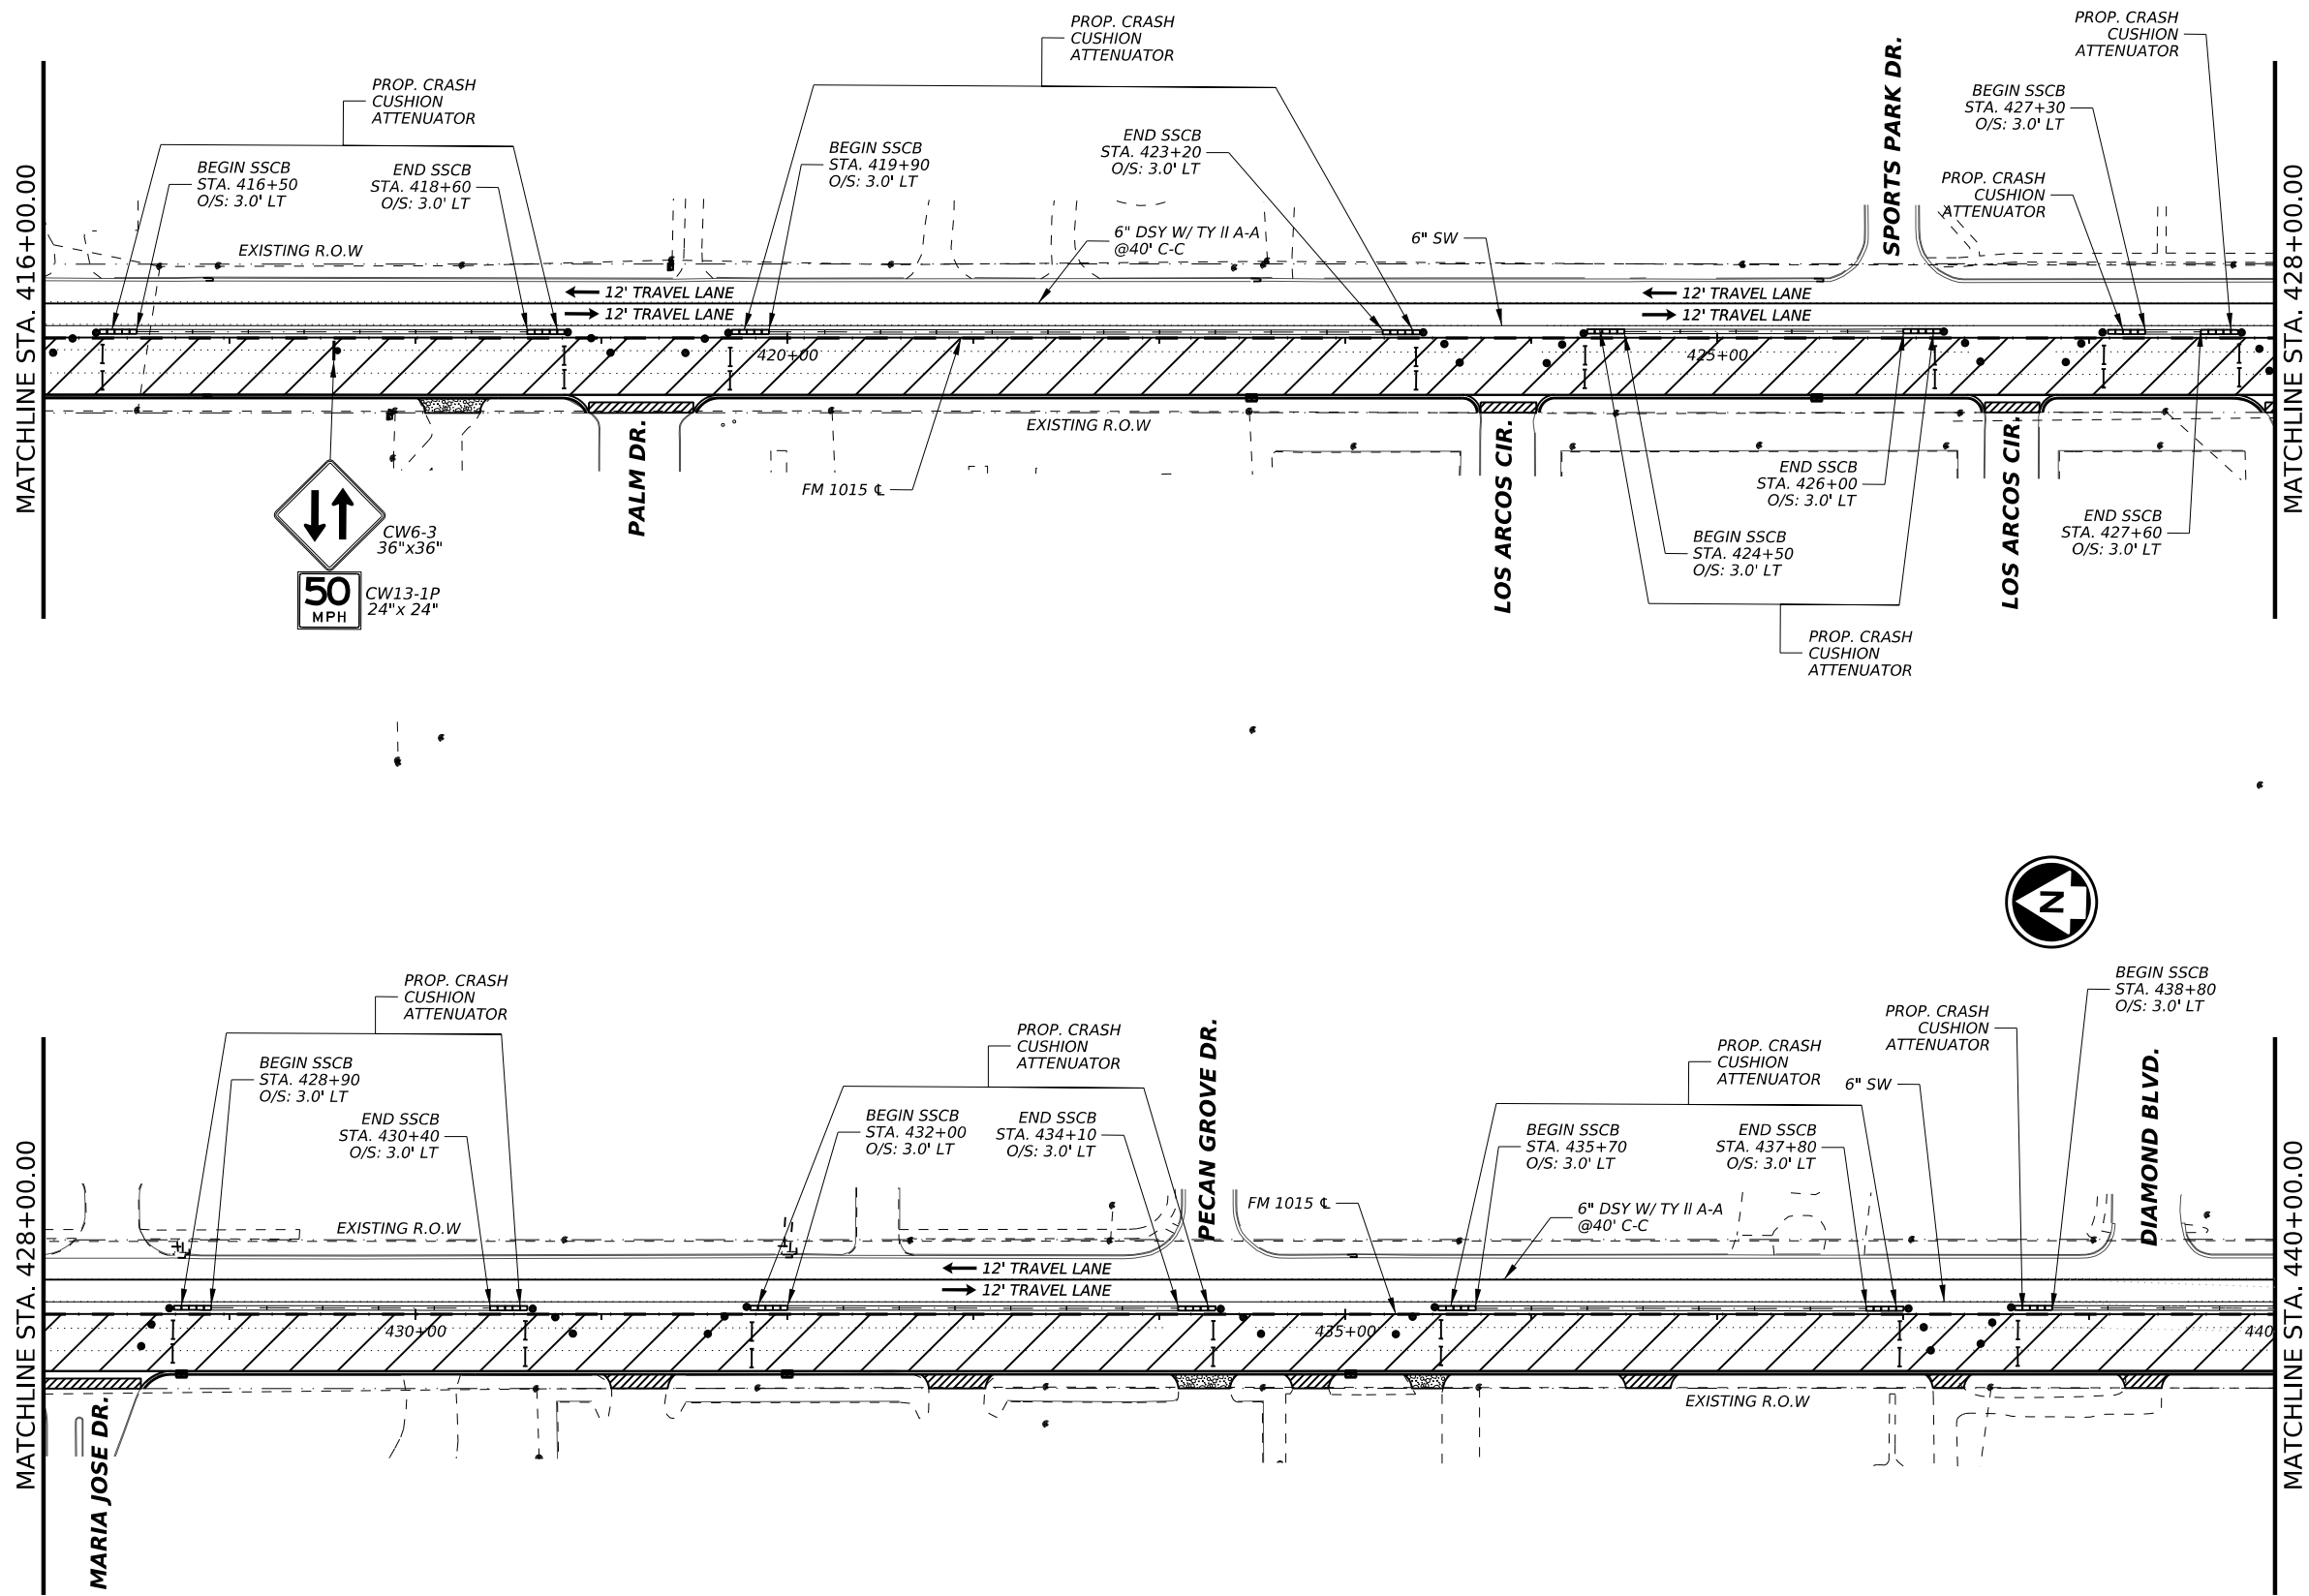 PROP. CRASH
CUSHION
ATTENUATOR
PROP. CRASH
CUSHION
ATTENUATOR
PROP. CRASH
CUSHION
ATTENUATOR
BEGIN SSCB
STA. 416+50
O/S: 3.0' LT
END SSCB
STA. 418+60
O/S: 3.0' LT
BEGIN SSCB
STA. 419+90
O/S: 3.0' LT
END SSCB
STA. 423+20
O/S: 3.0' LT
SPORTS PARK DR.
BEGIN SSCB
STA. 427+30
O/S: 3.0' LT
PROP. CRASH
CUSHION
ATTENUATOR
MATCHLINE STA. 416+00.00
MATCHLINE STA. 428+00.00
EXISTING R.O.W
6" DSY W/ TY II A-A
@40' C-C
6" SW
12' TRAVEL LANE
12' TRAVEL LANE
12' TRAVEL LANE
12' TRAVEL LANE
420+00
425+00
EXISTING R.O.W
FM 1015 ℄
PALM DR.
LOS ARCOS CIR.
LOS ARCOS CIR.
END SSCB
STA. 426+00
O/S: 3.0' LT
BEGIN SSCB
STA. 424+50
O/S: 3.0' LT
END SSCB
STA. 427+60
O/S: 3.0' LT
PROP. CRASH
CUSHION
ATTENUATOR
CW6-3
36"x36"
50
MPH
CW13-1P
24"x 24"
N
PROP. CRASH
CUSHION
ATTENUATOR
BEGIN SSCB
STA. 428+90
O/S: 3.0' LT
END SSCB
STA. 430+40
O/S: 3.0' LT
PROP. CRASH
CUSHION
ATTENUATOR
BEGIN SSCB
STA. 432+00
O/S: 3.0' LT
END SSCB
STA. 434+10
O/S: 3.0' LT
PECAN GROVE DR.
PROP. CRASH
CUSHION
ATTENUATOR
BEGIN SSCB
STA. 435+70
O/S: 3.0' LT
END SSCB
STA. 437+80
O/S: 3.0' LT
6" SW
PROP. CRASH
CUSHION
ATTENUATOR
BEGIN SSCB
STA. 438+80
O/S: 3.0' LT
DIAMOND BLVD.
MATCHLINE STA. 428+00.00
MATCHLINE STA. 440+00.00
EXISTING R.O.W
FM 1015 ℄
6" DSY W/ TY II A-A
@40' C-C
12' TRAVEL LANE
12' TRAVEL LANE
430+00
435+00
440
EXISTING R.O.W
MARIA JOSE DR.